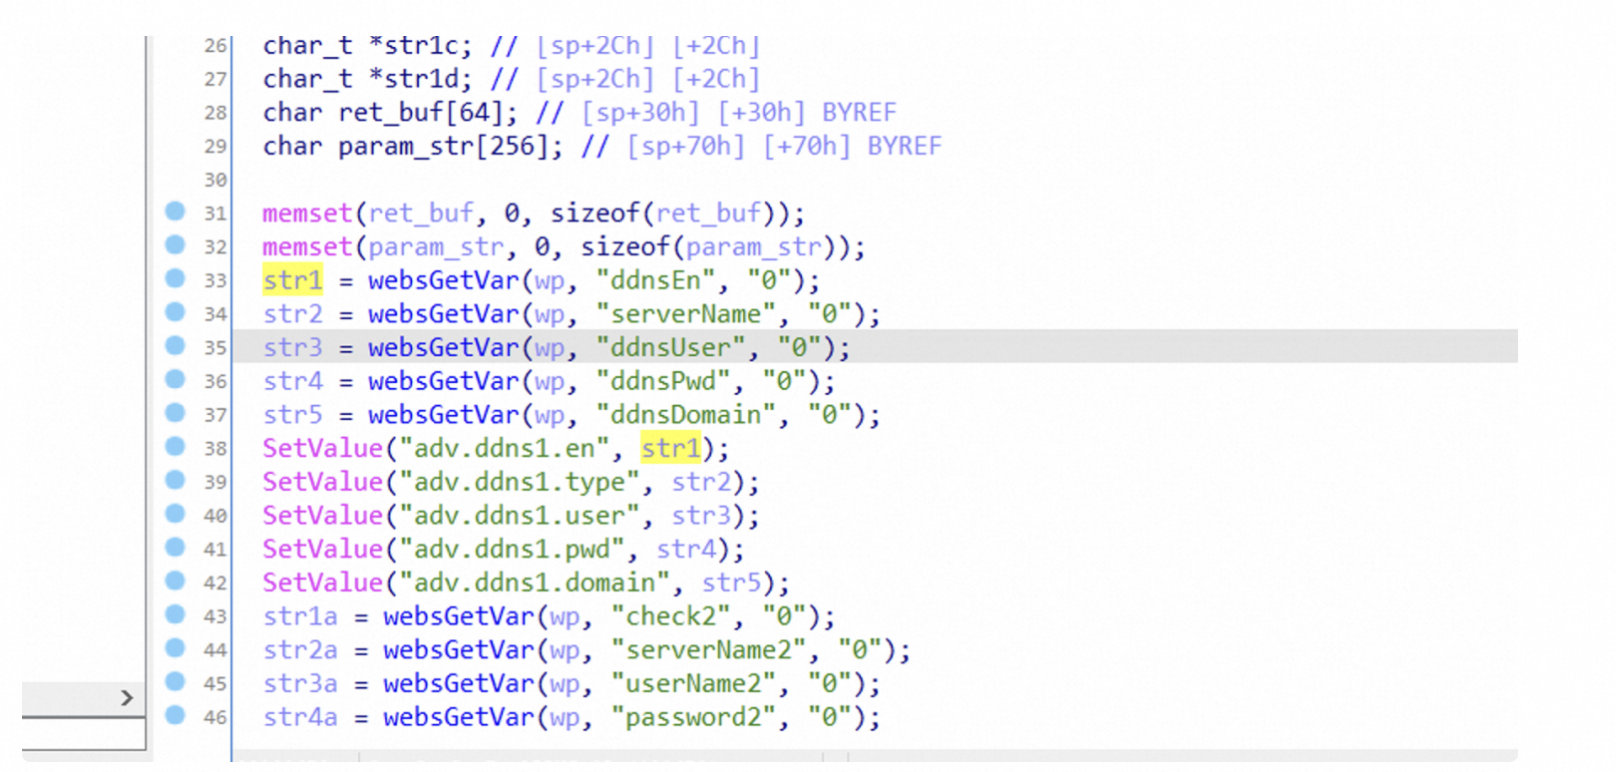 26 char_t *str1c; // [sp+2Ch] [+2Ch]
27 char_t *str1d; // [sp+2Ch] [+2Ch]
28 char ret_buf[64]; // [sp+30h] [+30h] BYREF
29 char param_str[256]; // [sp+70h] [+70h] BYREF
30
31 memset(ret_buf, 0, sizeof(ret_buf));
32 memset(param_str, 0, sizeof(param_str));
33 str1 = websGetVar(wp, "ddnsEn", "0");
34 str2 = websGetVar(wp, "serverName", "0");
35 str3 = websGetVar(wp, "ddnsUser", "0");
36 str4 = websGetVar(wp, "ddnsPwd", "0");
37 str5 = websGetVar(wp, "ddnsDomain", "0");
38 SetValue("adv.ddns1.en", str1);
39 SetValue("adv.ddns1.type", str2);
40 SetValue("adv.ddns1.user", str3);
41 SetValue("adv.ddns1.pwd", str4);
42 SetValue("adv.ddns1.domain", str5);
43 str1a = websGetVar(wp, "check2", "0");
44 str2a = websGetVar(wp, "serverName2", "0");
45 str3a = websGetVar(wp, "userName2", "0");
46 str4a = websGetVar(wp, "password2", "0");